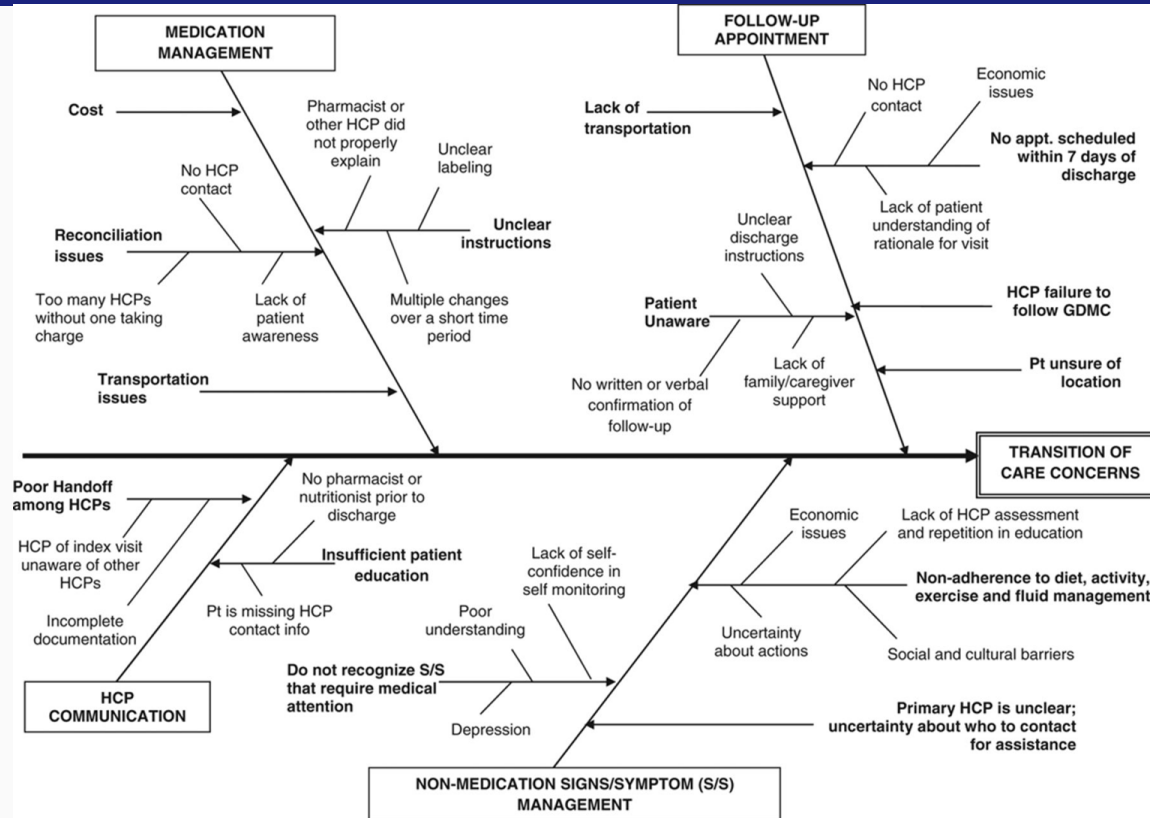 MEDICATION
MANAGEMENT
Cost
Pharmacist or
other HCP did
not properly
explain
Unclear
labeling
No HCP
contact
Unclear
instructions
Reconciliation
issues
Too many HCPs
without one taking
charge
Lack of
patient
awareness
Multiple changes
over a short time
period
Transportation
issues
FOLLOW-UP
APPOINTMENT
Lack of
transportation
No HCP
contact
Economic
issues
No appt. scheduled
within 7 days of
discharge
Lack of patient
understanding of
rationale for visit
Unclear
discharge
instructions
Patient
Unaware
HCP failure to
follow GDMC
No written or verbal
confirmation of
follow-up
Lack of
family/caregiver
support
Pt unsure of
location
TRANSITION OF
CARE CONCERNS
Poor Handoff
among HCPs
No pharmacist or
nutritionist prior to
discharge
HCP of index visit
unaware of other
HCPs
Insufficient patient
education
Incomplete
documentation
Pt is missing HCP
contact info
HCP
COMMUNICATION
Economic
issues
Lack of HCP assessment
and repetition in education
Lack of self-
confidence in
self monitoring
Non-adherence to diet, activity,
exercise and fluid management
Poor
understanding
Uncertainty
about actions
Social and cultural barriers
Do not recognize S/S
that require medical
attention
Depression
Primary HCP is unclear;
uncertainty about who to contact
for assistance
NON-MEDICATION SIGNS/SYMPTOM (S/S)
MANAGEMENT